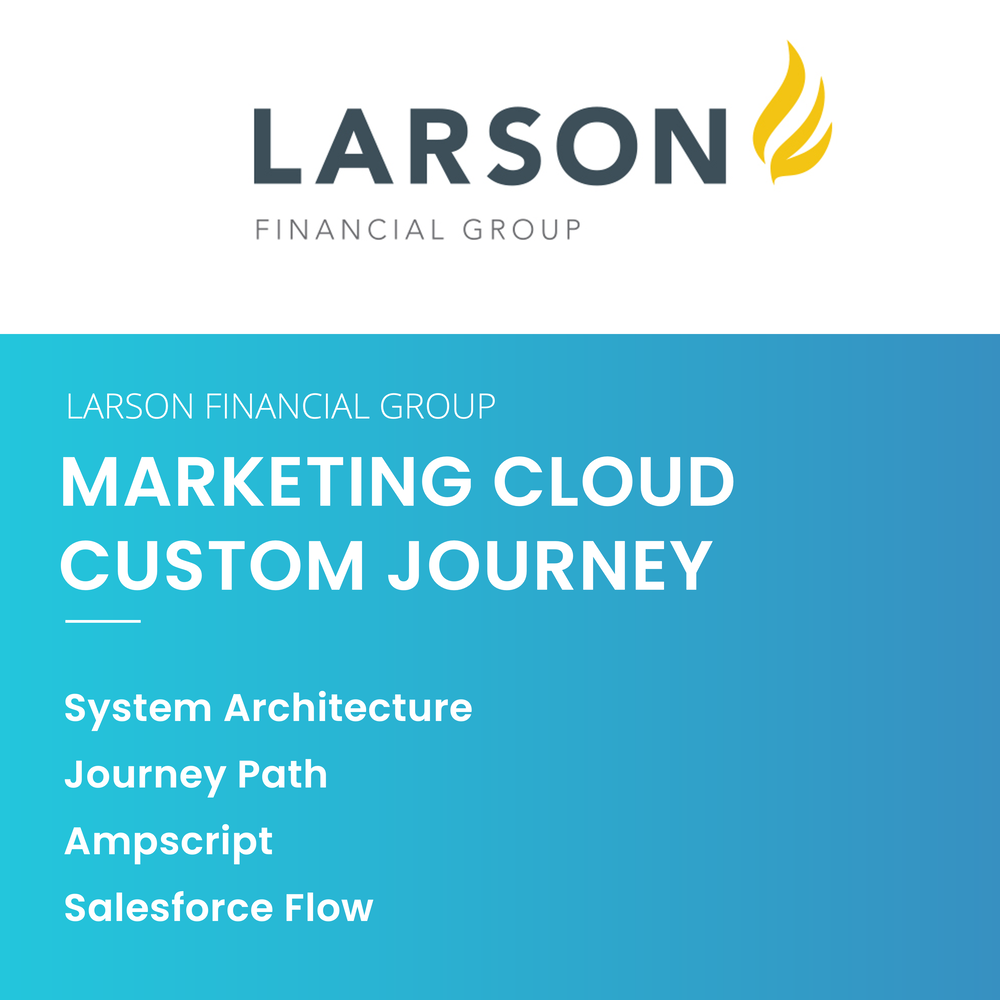 LARSON
FINANCIAL GROUP
LARSON FINANCIAL GROUP
MARKETING CLOUD
CUSTOM JOURNEY
System Architecture
Journey Path
Ampscript
Salesforce Flow